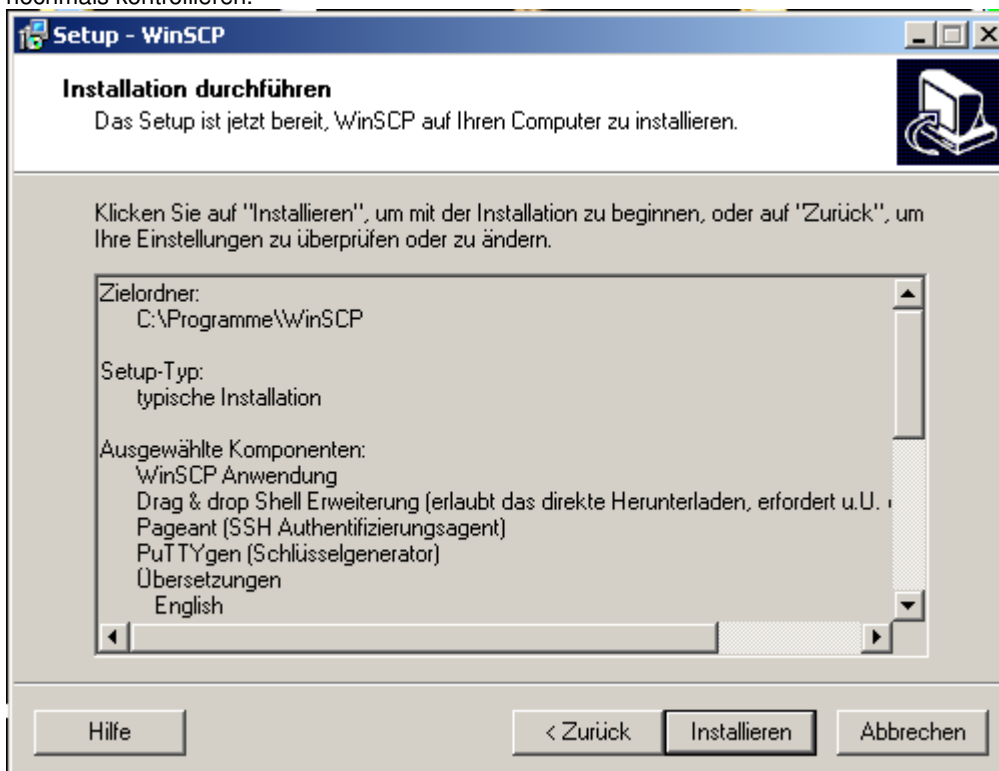 nochmals kontrollieren.
Setup - WinSCP
Installation durchführen
Das Setup ist jetzt bereit, WinSCP auf Ihren Computer zu installieren.
Klicken Sie auf "Installieren", um mit der Installation zu beginnen, oder auf "Zurück", um
Ihre Einstellungen zu überprüfen oder zu ändern.
Zielordner:
C:\Programme\WinSCP
Setup-Typ:
typische Installation
Ausgewählte Komponenten:
WinSCP Anwendung
Drag & drop Shell Erweiterung (erlaubt das direkte Herunterladen, erfordert u.U.
Pageant (SSH Authentifizierungsagent)
PuTTYgen (Schlüsselgenerator)
Übersetzungen
English
Hilfe
< Zurück
Installieren
Abbrechen